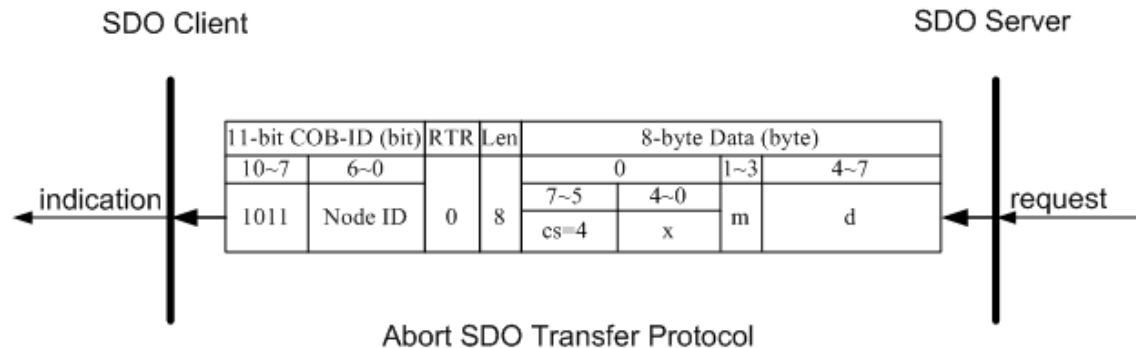 SDO Client SDO Server
11-bit COB-ID (bit) RTR Len 8-byte Data (byte)
10~7 6~0 0 1~3 4~7
indication 7~5 4~0 request
1011 Node ID 0 8 cs=4 x m d
Abort SDO Transfer Protocol